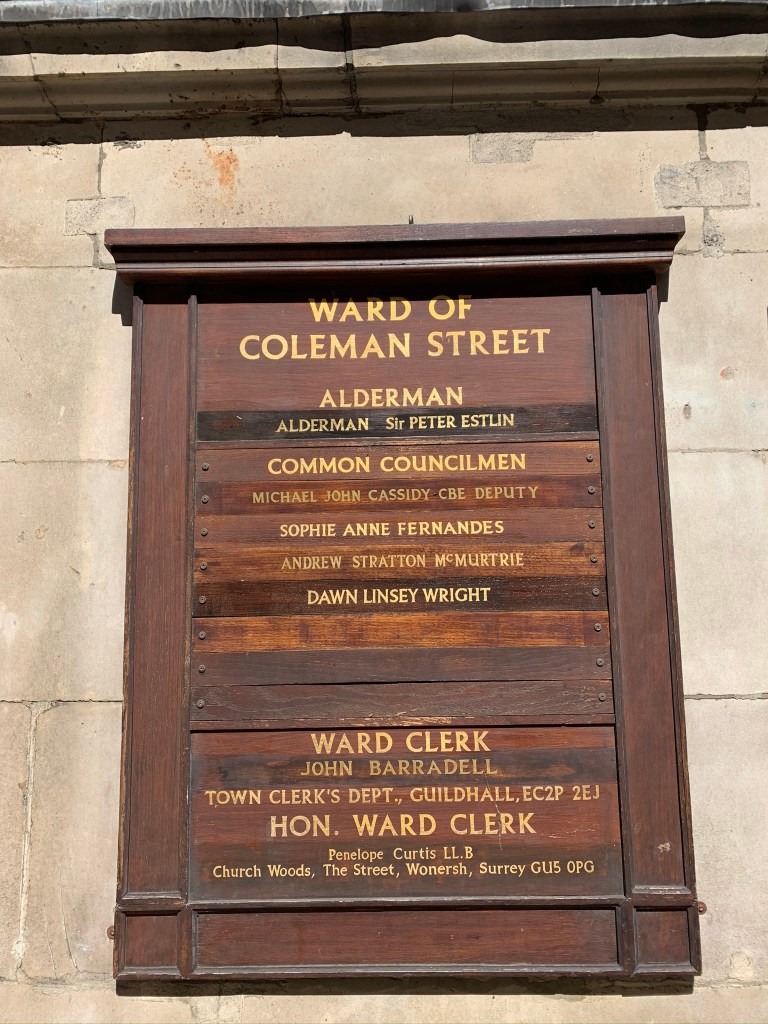 WARD OF
COLEMAN STREET
ALDERMAN
ALDERMAN Sir PETER ESTLIN
COMMON COUNCILMEN
MICHAEL JOHN CASSIDY CBE DEPUTY
SOPHIE ANNE FERNANDES
ANDREW STRATTON McMURTRIE
DAWN LINSEY WRIGHT
WARD CLERK
JOHN BARRADELL
TOWN CLERK'S DEPT., GUILDHALL, EC2P 2EJ
HON. WARD CLERK
Penelope Curtis LL.B
Church Woods, The Street, Wonersh, Surrey GU5 0PG